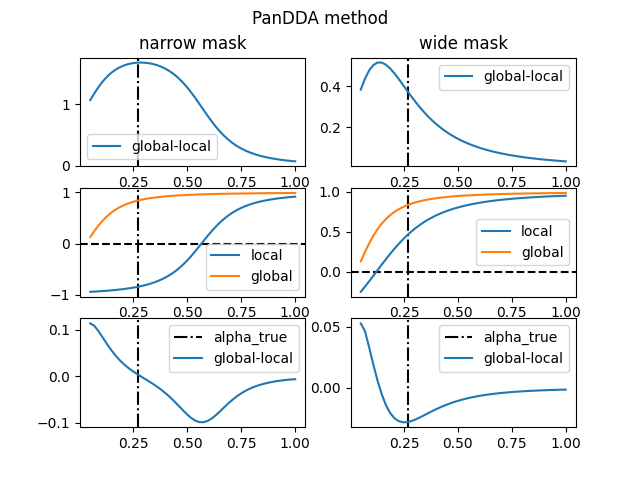 PanDDA method
narrow mask
wide mask
1
0
global-local
0.25 0.50 0.75 1.00
0.4
0.2
global-local
0.25 0.50 0.75 1.00
1
0
−1
local
global
0.25 0.50 0.75 1.00
1.0
0.5
0.0
local
global
0.25 0.50 0.75 1.00
0.1
0.0
−0.1
alpha_true
global-local
0.25 0.50 0.75 1.00
0.05
0.00
alpha_true
global-local
0.25 0.50 0.75 1.00